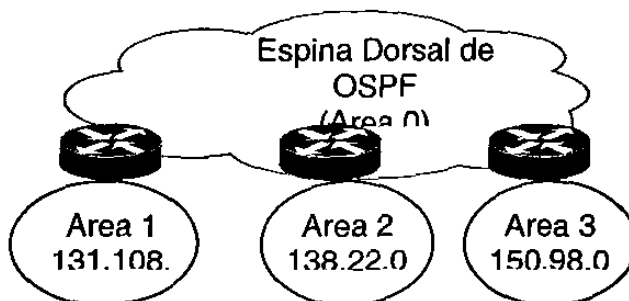 Espina Dorsal de
OSPF
(Area 0)
Area 1
131.108.
Area 2
138.22.0
Area 3
150.98.0